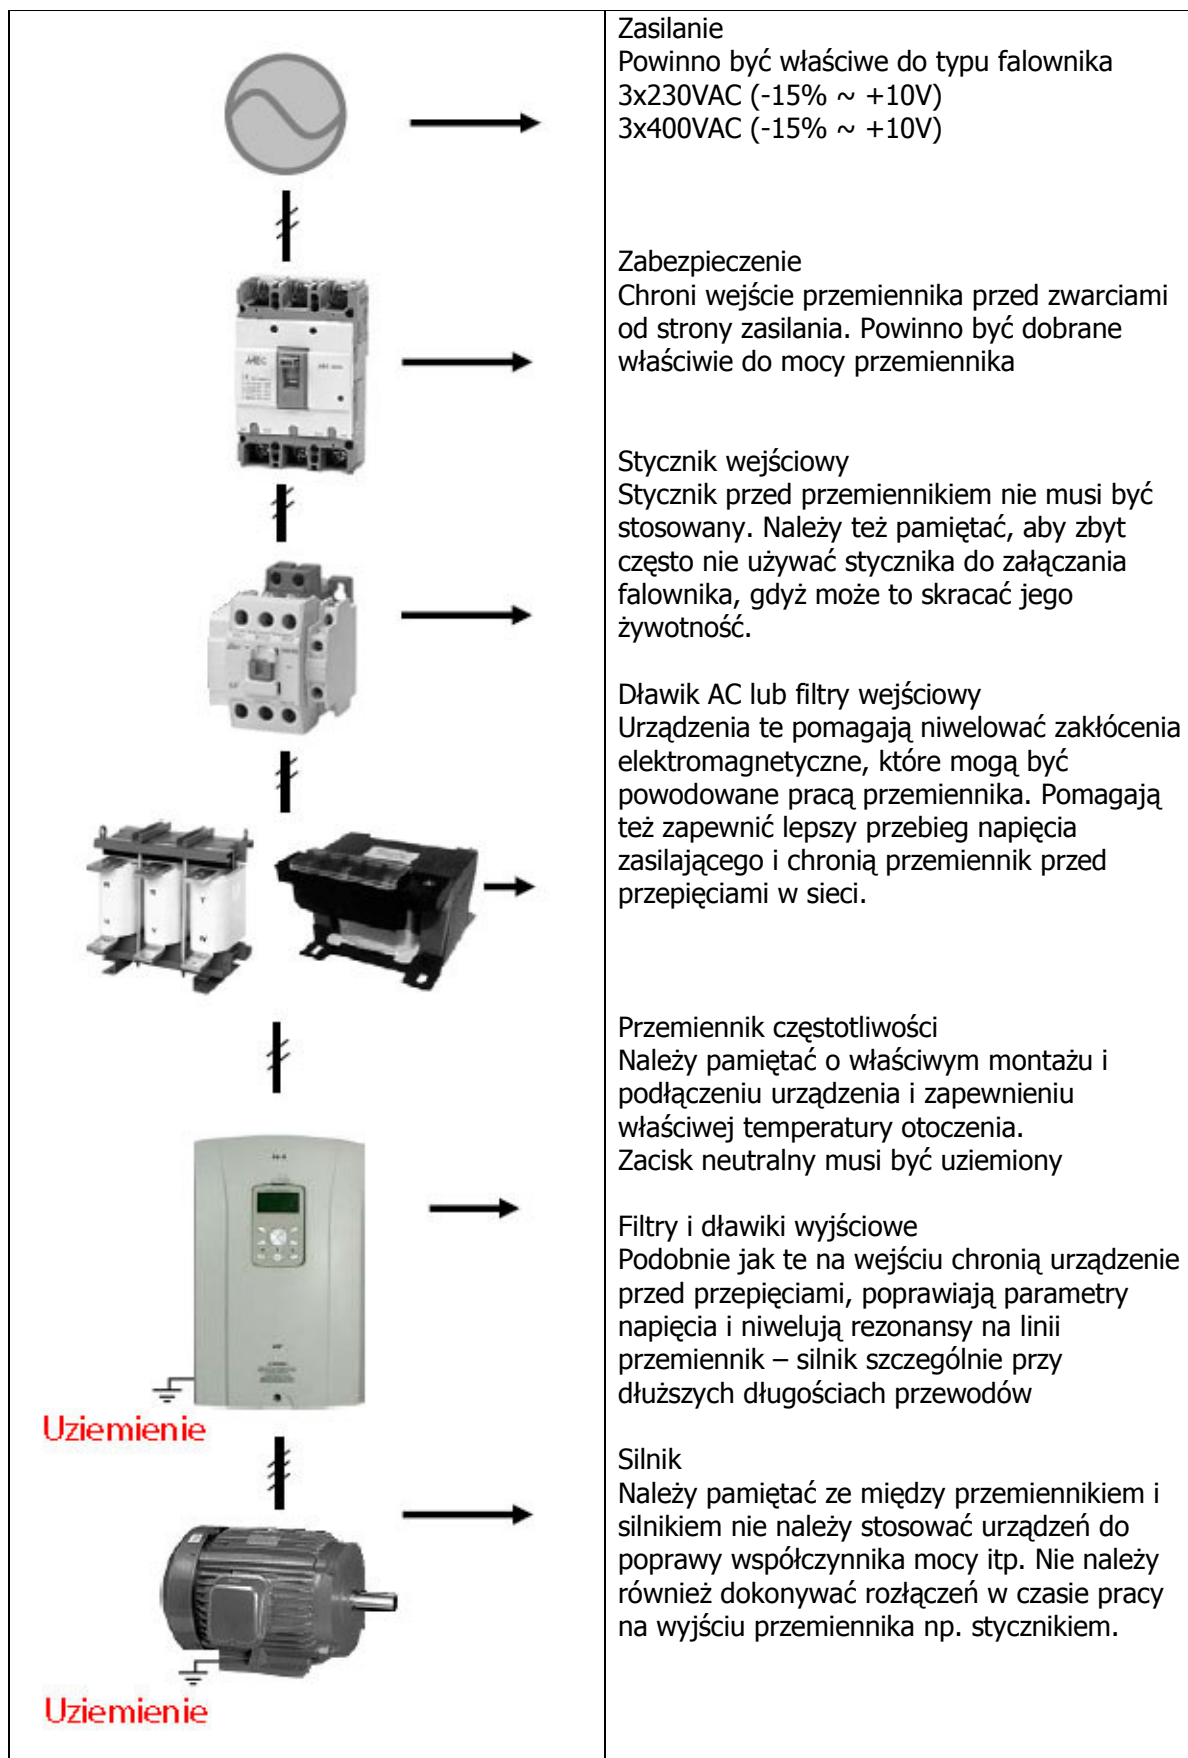 Zasilanie
Powinno być właściwe do typu falownika
3x230VAC (-15% ~ +10V)
3x400VAC (-15% ~ +10V)
Zabezpieczenie
Chroni wejście przemiennika przed zwarciami
od strony zasilania. Powinno być dobrane
właściwie do mocy przemiennika
Stycznik wejściowy
Stycznik przed przemiennikiem nie musi być
stosowany. Należy też pamiętać, aby zbyt
często nie używać stycznika do załączania
falownika, gdyż może to skracać jego
żywotność.
Dławik AC lub filtry wejściowy
Urządzenia te pomagają niwelować zakłócenia
elektromagnetyczne, które mogą być
powodowane pracą przemiennika. Pomagają
też zapewnić lepszy przebieg napięcia
zasilającego i chronią przemiennik przed
przepięciami w sieci.
Przemiennik częstotliwości
Należy pamiętać o właściwym montażu i
podłączeniu urządzenia i zapewnieniu
właściwej temperatury otoczenia.
Zacisk neutralny musi być uziemiony
Filtry i dławiki wyjściowe
Podobnie jak te na wejściu chronią urządzenie
przed przepięciami, poprawiają parametry
napięcia i niwelują rezonansy na linii
przemiennik – silnik szczególnie przy
dłuższych długościach przewodów
Uziemienie
Silnik
Należy pamiętać ze między przemiennikiem i
silnikiem nie należy stosować urządzeń do
poprawy współczynnika mocy itp. Nie należy
również dokonywać rozłączeń w czasie pracy
na wyjściu przemiennika np. stycznikiem.
Uziemienie